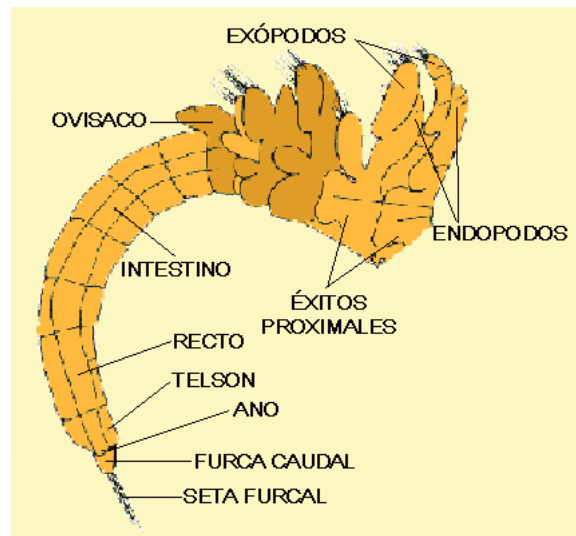 EXÓPODOS
OVISACO
ENDOPODOS
INTESTINO
ÉXITOS
PROXIMALES
RECTO
TELSON
ANO
FURCA CAUDAL
SETA FURCAL